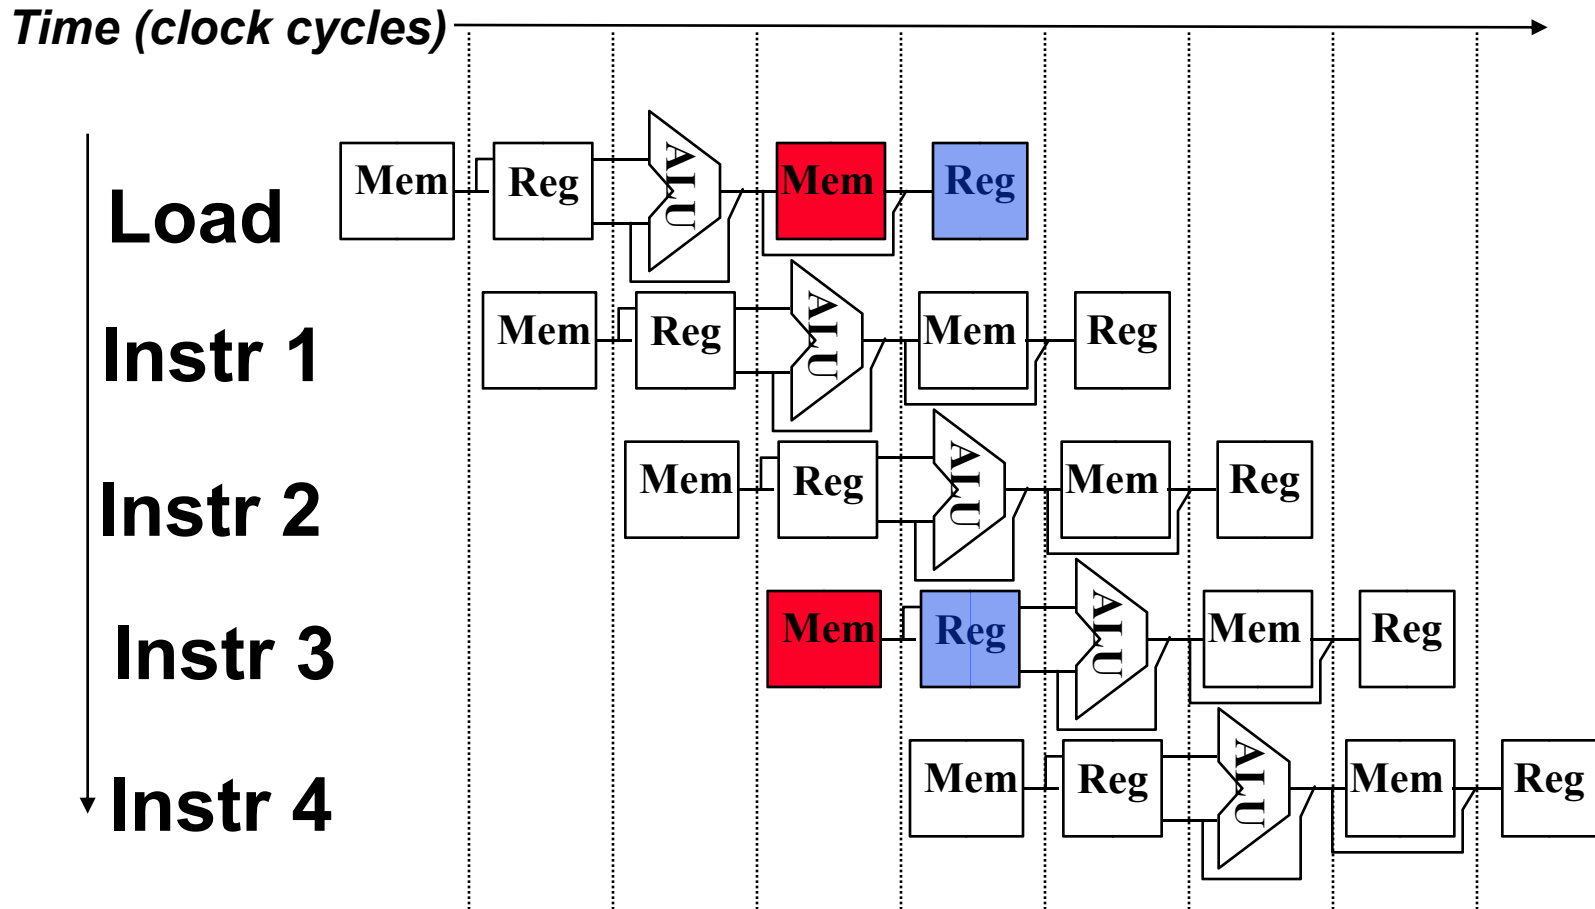 Time (clock cycles)
Load Mem Reg ALU Mem Reg
Instr 1 Mem Reg ALU Mem Reg
Instr 2 Mem Reg ALU Mem Reg
Instr 3 Mem Reg ALU Mem Reg
Instr 4 Mem Reg ALU Mem Reg